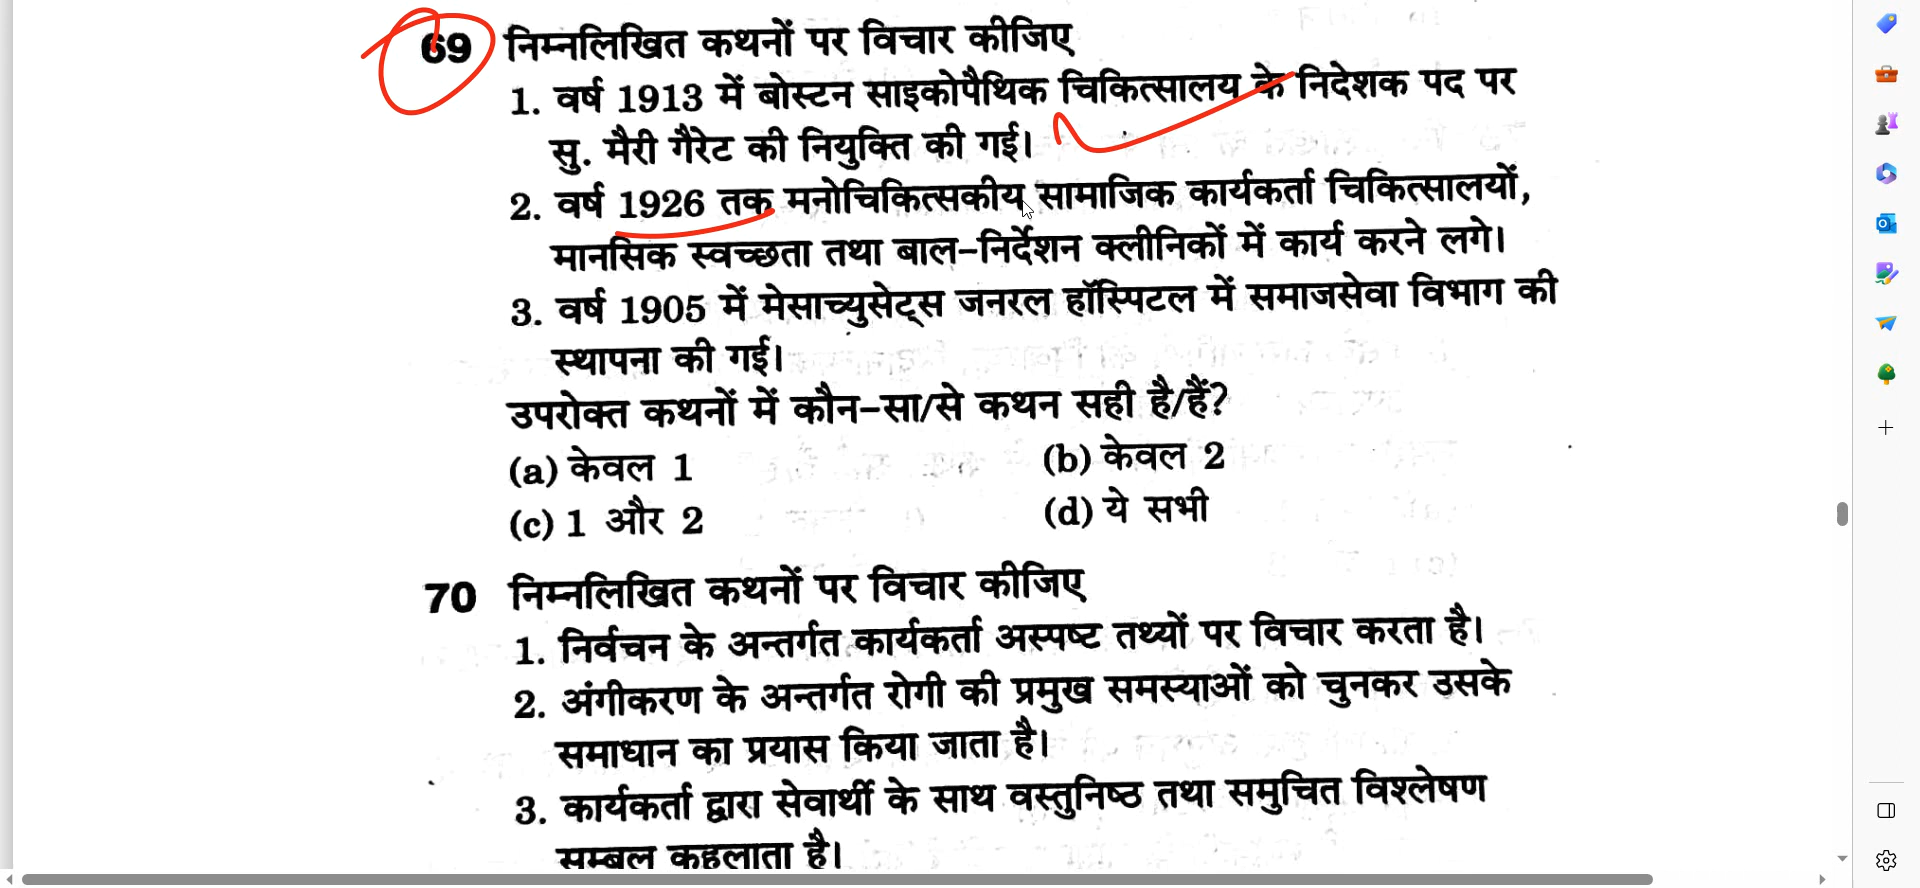 69 निम्नलिखित कथनों पर विचार कीजिए
1. वर्ष 1913 में बोस्टन साइकोपैथिक चिकित्सालय के निदेशक पद पर
सु. मैरी गैरेट की नियुक्ति की गई।
2. वर्ष 1926 तक मनोचिकित्सकीय सामाजिक कार्यकर्ता चिकित्सालयों,
मानसिक स्वच्छता तथा बाल-निर्देशन क्लीनिकों में कार्य करने लगे।
3. वर्ष 1905 में मेसाच्युसेट्स जनरल हॉस्पिटल में समाजसेवा विभाग की
स्थापना की गई।
उपरोक्त कथनों में कौन-सा/से कथन सही है/हैं?
(a) केवल 1 (b) केवल 2
(c) 1 और 2 (d) ये सभी
70 निम्नलिखित कथनों पर विचार कीजिए
1. निर्वचन के अन्तर्गत कार्यकर्ता अस्पष्ट तथ्यों पर विचार करता है।
2. अंगीकरण के अन्तर्गत रोगी की प्रमुख समस्याओं को चुनकर उसके
समाधान का प्रयास किया जाता है।
3. कार्यकर्ता द्वारा सेवार्थी के साथ वस्तुनिष्ठ तथा समुचित विश्लेषण
सम्बल कहलाता है।